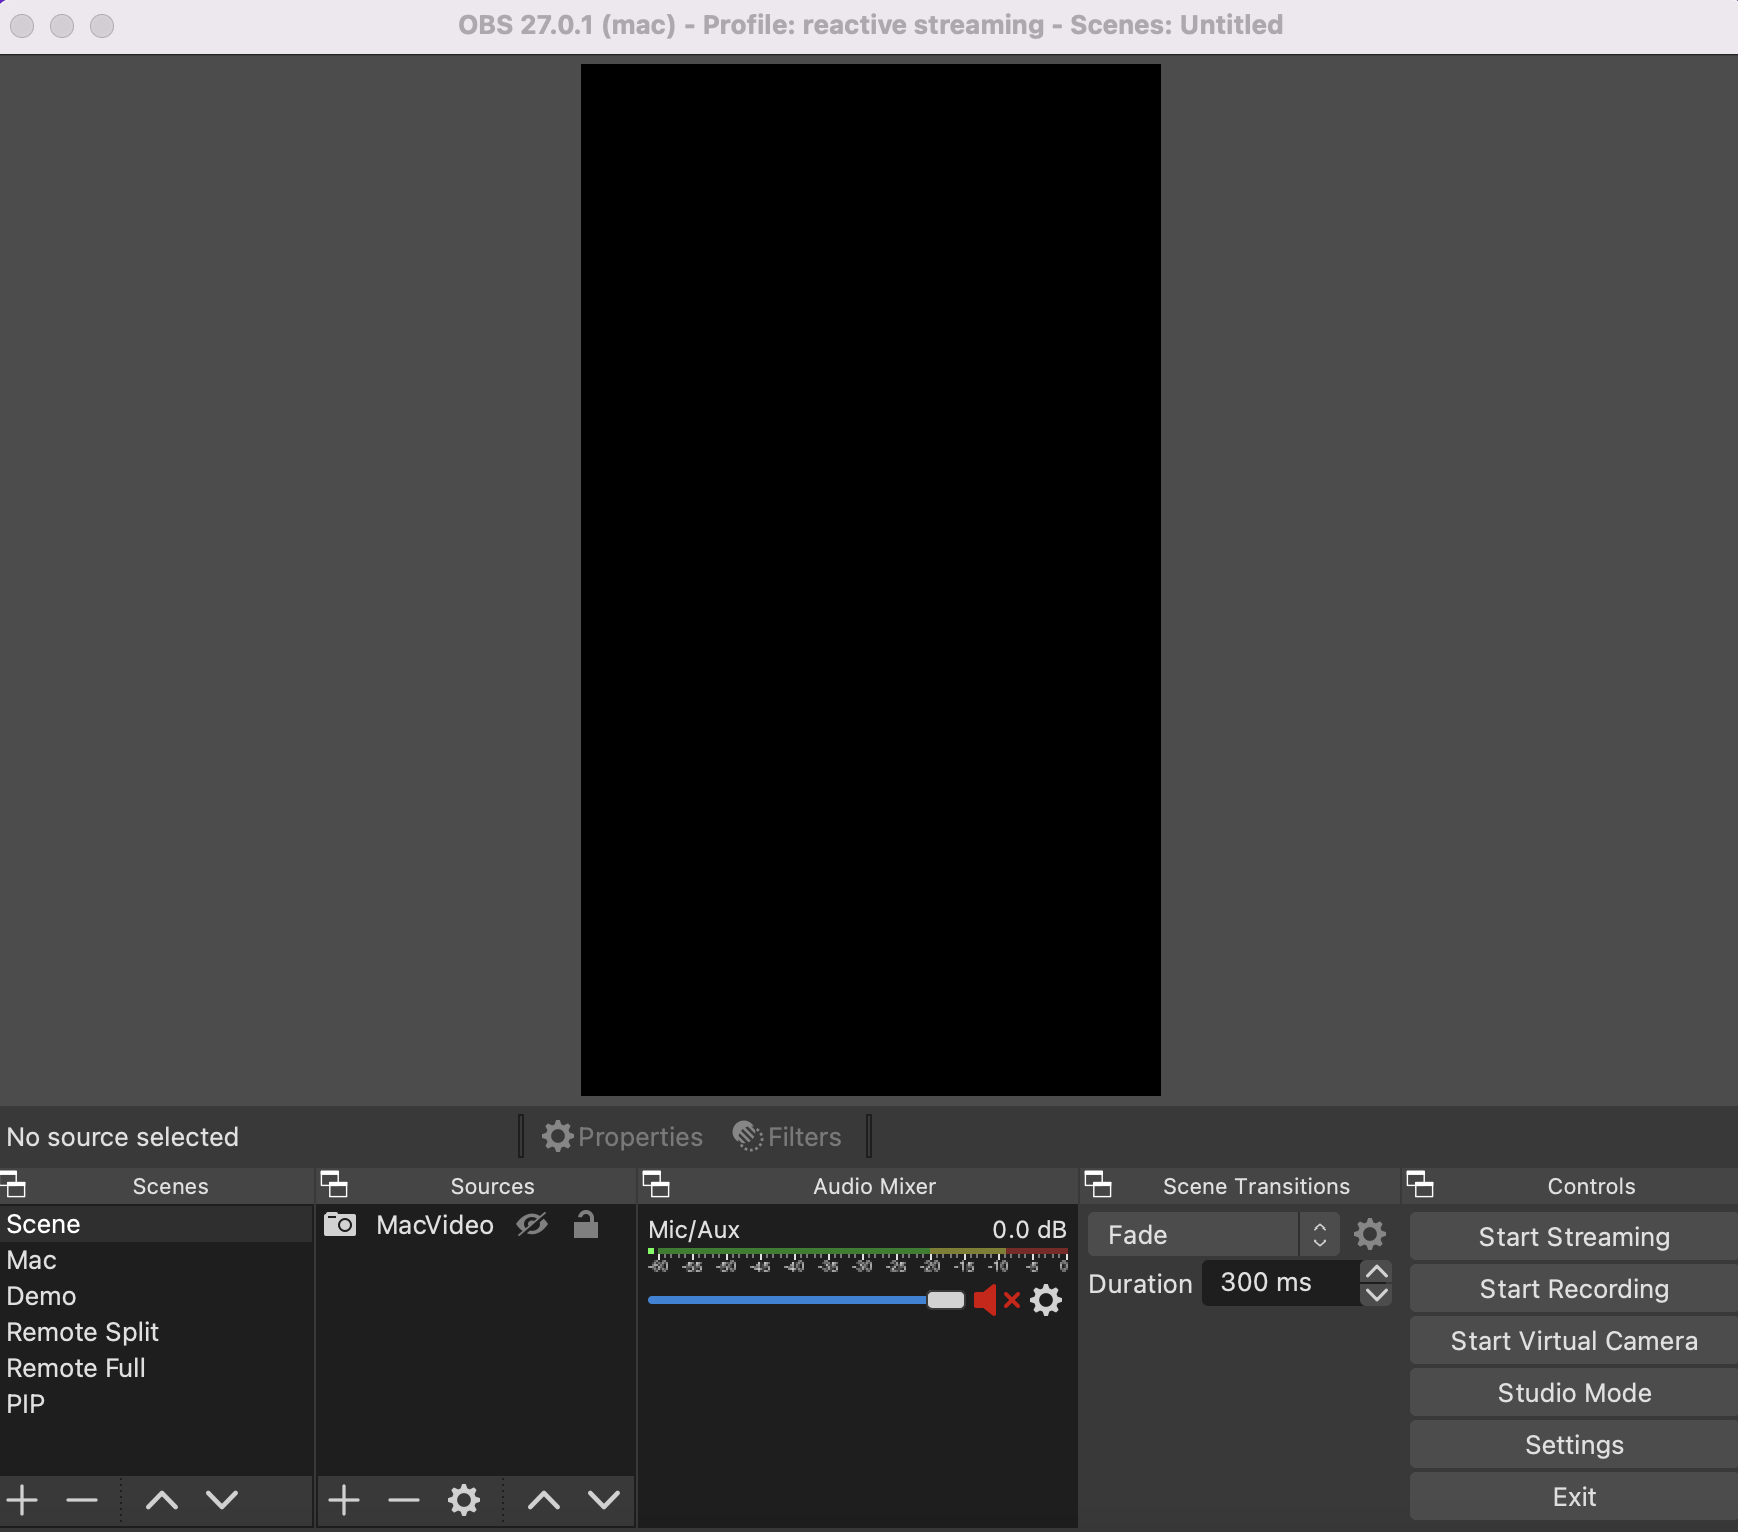 OBS 27.0.1 (mac) - Profile: reactive streaming - Scenes: Untitled
No source selected
Properties
Filters
Scenes
Sources
Audio Mixer
Scene Transitions
Controls
Scene
Mac
Demo
Remote Split
Remote Full
PIP
MacVideo
Mic/Aux 0.0 dB
-60 -55 -50 -45 -40 -35 -30 -25 -20 -15 -10 -5 0
Fade
Duration 300 ms
Start Streaming
Start Recording
Start Virtual Camera
Studio Mode
Settings
Exit